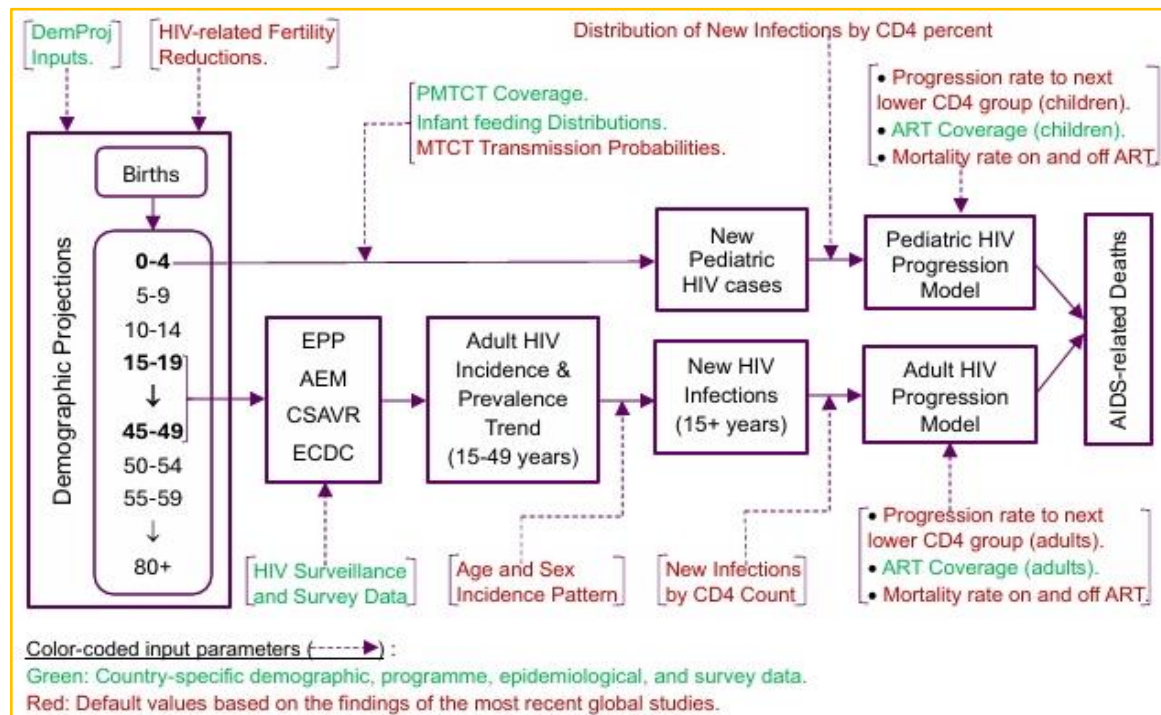 DemProj
Inputs.
HIV-related Fertility
Reductions.
Distribution of New Infections by CD4 percent
PMTCT Coverage.
Infant feeding Distributions.
MTCT Transmission Probabilities.
• Progression rate to next
lower CD4 group (children).
• ART Coverage (children).
• Mortality rate on and off ART.
Demographic Projections
Births
0-4
5-9
10-14
15-19
↓
45-49
50-54
55-59
↓
80+
EPP
AEM
CSAVR
ECDC
Adult HIV
Incidence &
Prevalence
Trend
(15-49 years)
New
Pediatric
HIV cases
New HIV
Infections
(15+ years)
Pediatric HIV
Progression
Model
Adult HIV
Progression
Model
AIDS-related Deaths
HIV Surveillance
and Survey Data
Age and Sex
Incidence Pattern
New Infections
by CD4 Count
• Progression rate to next
lower CD4 group (adults).
• ART Coverage (adults).
• Mortality rate on and off ART.
Color-coded input parameters (------►) :
Green: Country-specific demographic, programme, epidemiological, and survey data.
Red: Default values based on the findings of the most recent global studies.